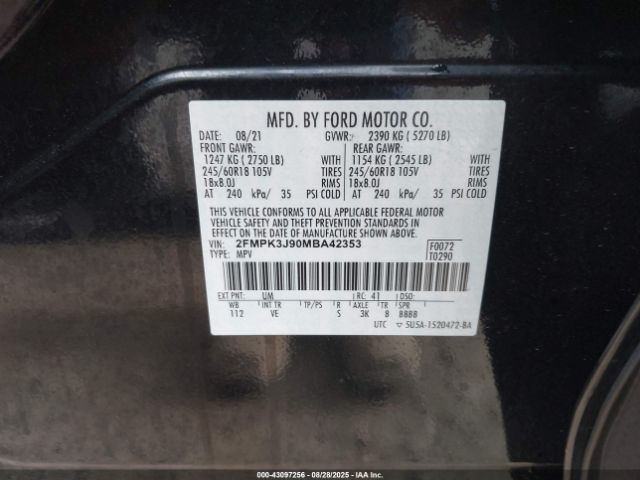 MFD. BY FORD MOTOR CO.
DATE: 08/21 GVWR: 2390 KG ( 5270 LB)
FRONT GAWR: REAR GAWR:
1247 KG ( 2750 LB) WITH 1154 KG ( 2545 LB) WITH
245/60R18 105V TIRES 245/60R18 105V TIRES
18x8.0J RIMS 18x8.0J RIMS
AT 240 kPa/ 35 PSI COLD AT 240 kPa/ 35 PSI COLD
THIS VEHICLE CONFORMS TO ALL APPLICABLE FEDERAL MOTOR
VEHICLE SAFETY AND THEFT PREVENTION STANDARDS IN
EFFECT ON THE DATE OF MANUFACTURE SHOWN ABOVE.
VIN: 2FMPK3J90MBA42353 F0072
TYPE: MPV T0290
EXT PNT: UM RC: 41 DSO:
WB INT TR TP/PS R AXLE TR SPR
112 VE S 3K 8 BBBB
UTC ▽ 5U5A-1520472-BA
000-43097256 - 08/28/2025 - IAA Inc.